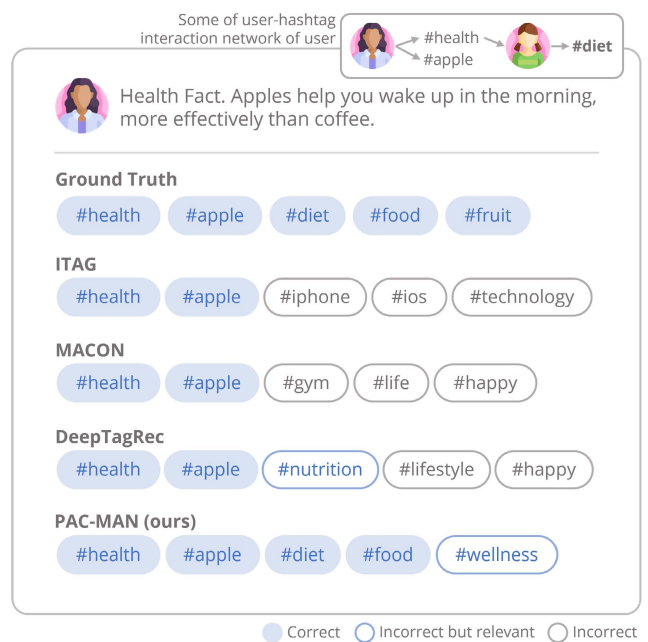 Some of user-hashtag
interaction network of user
#health
#apple
#diet
Health Fact. Apples help you wake up in the morning,
more effectively than coffee.
Ground Truth
#health #apple #diet #food #fruit
ITAG
#health #apple #iphone #ios #technology
MACON
#health #apple #gym #life #happy
DeepTagRec
#health #apple #nutrition #lifestyle #happy
PAC-MAN (ours)
#health #apple #diet #food #wellness
Correct Incorrect but relevant Incorrect